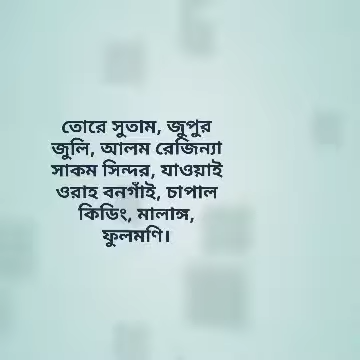 তোরে সুতাম, জুপুর
জুলি, আলম রেজিন্যা
সাকম সিন্দর, যাওয়াই
ওরাহ বনগাঁই, চাপাল
কিডিং, মালাঙ্গ,
ফুলমণি।